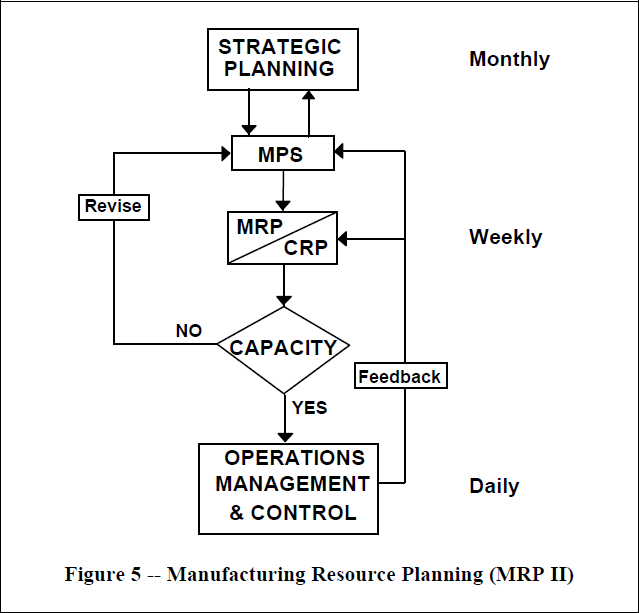 STRATEGIC
PLANNING
Monthly
MPS
Revise
MRP
CRP
Weekly
NO
CAPACITY
Feedback
YES
OPERATIONS
MANAGEMENT
& CONTROL
Daily
Figure 5 -- Manufacturing Resource Planning (MRP II)